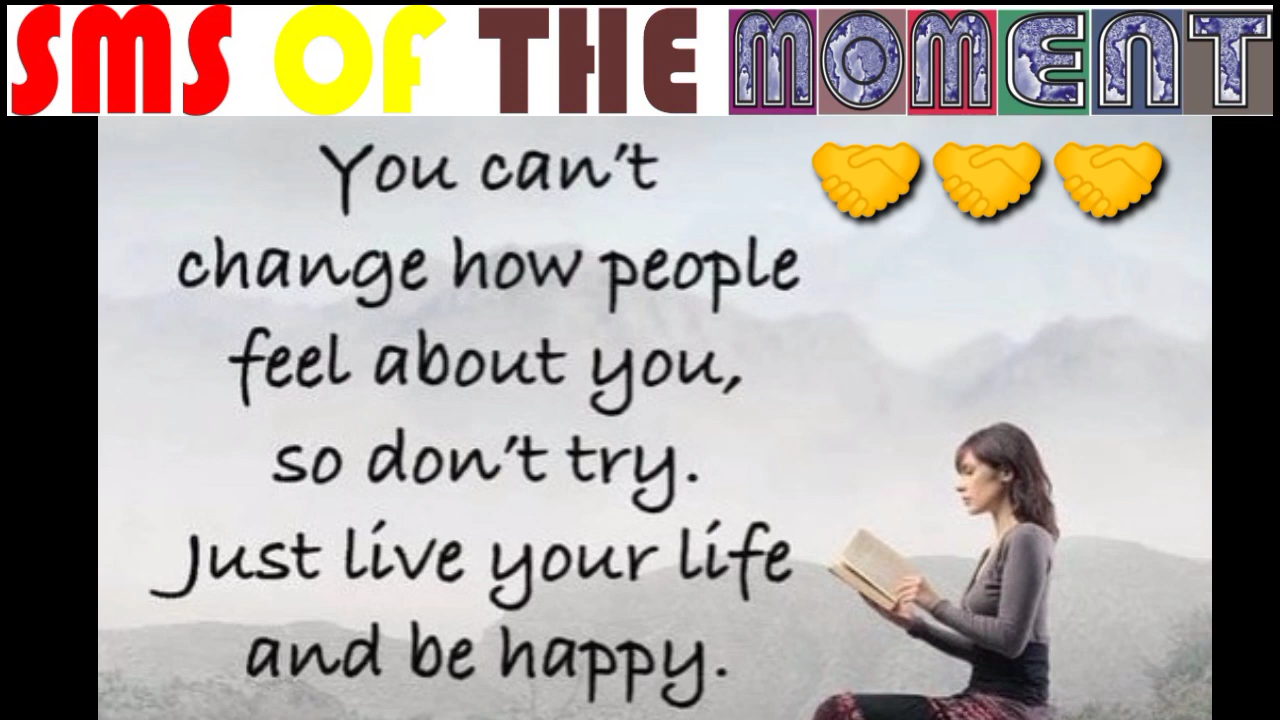 SMS OF THE MOMENT
You can't
change how people
feel about you,
so don't try.
Just live your life
and be happy.